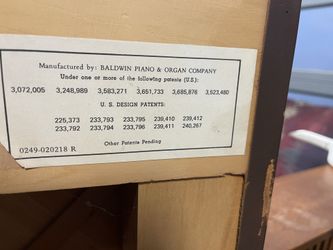 Manufactured by: BALDWIN PIANO & ORGAN COMPANY
Under one or more of the following patents (U.S.):
3,072,005 3,248,989 3,583,271 3,651,733 3,685,876 3,523,480
U. S. DESIGN PATENTS:
225,373 233,793 233,795 239,410 239,412
233,792 233,794 233,796 239,411 240,267
Other Patents Pending
0249-020218 R